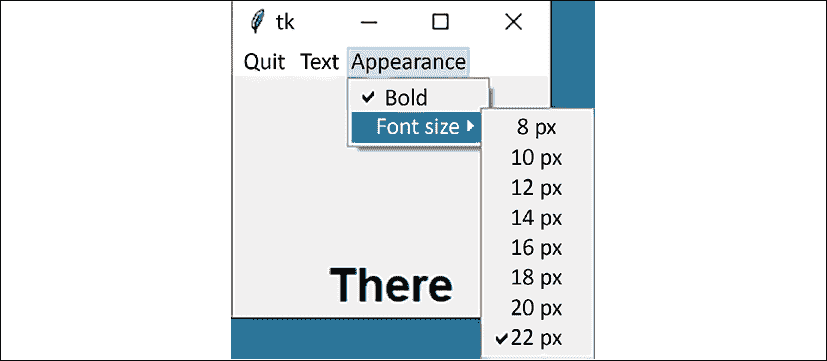 tk
Quit Text Appearance
✓ Bold
Font size
8 px
10 px
12 px
14 px
16 px
18 px
20 px
✓22 px
There